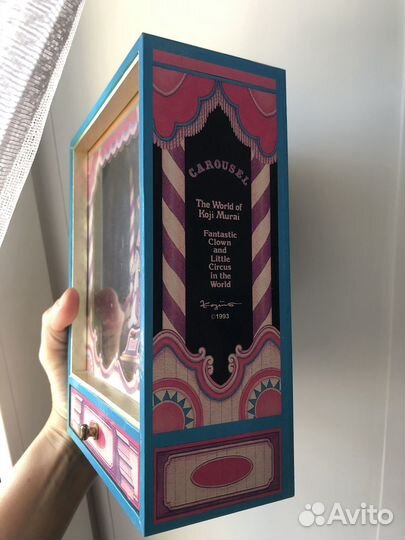 CAROUSEL
The World of
Koji Murai
Fantastic
Clown
and
Little
Circus
in the
World
©1993
Avito